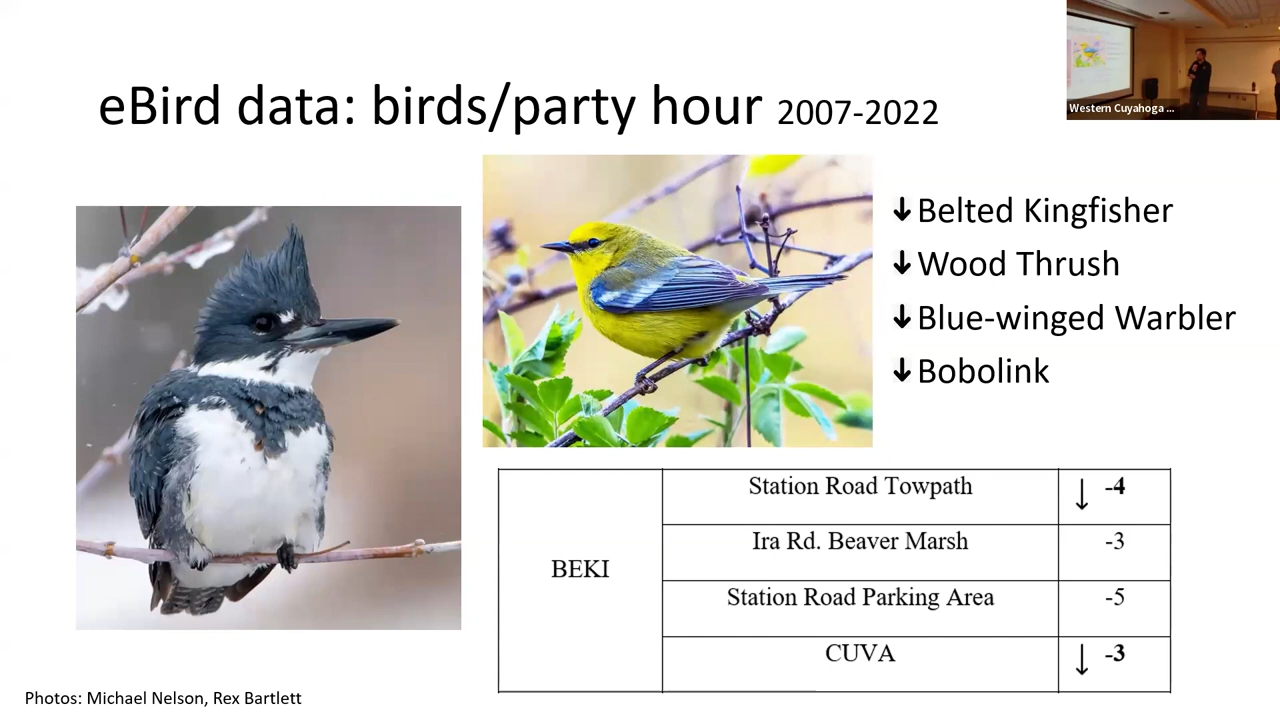 eBird data: birds/party hour 2007-2022
Western Cuyahoga ...
↓Belted Kingfisher
↓Wood Thrush
↓Blue-winged Warbler
↓Bobolink
BEKI
Station Road Towpath ↓ -4
Ira Rd. Beaver Marsh -3
Station Road Parking Area -5
CUVA ↓ -3
Photos: Michael Nelson, Rex Bartlett